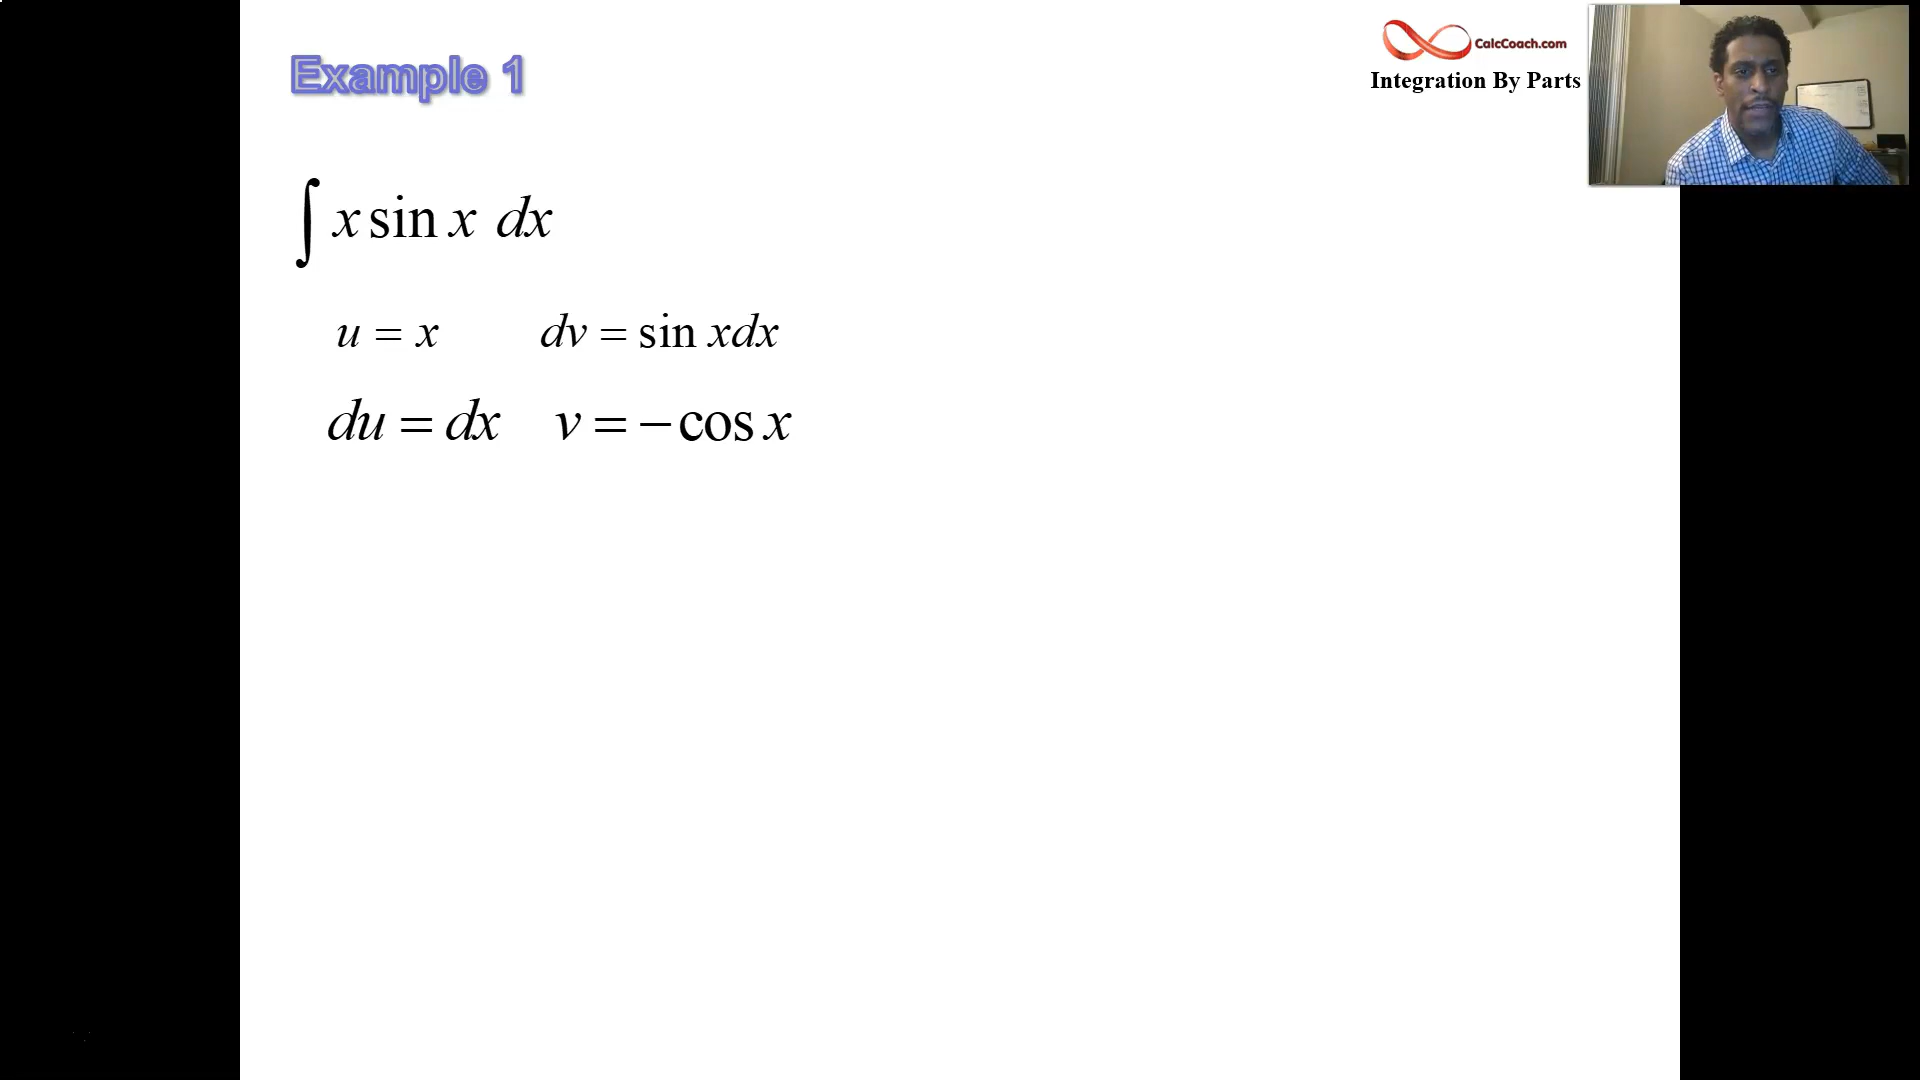 Example 1
CalcCoach.com
Integration By Parts
∫ x sin x dx
u = x dv = sin xdx
du = dx v = −cos x